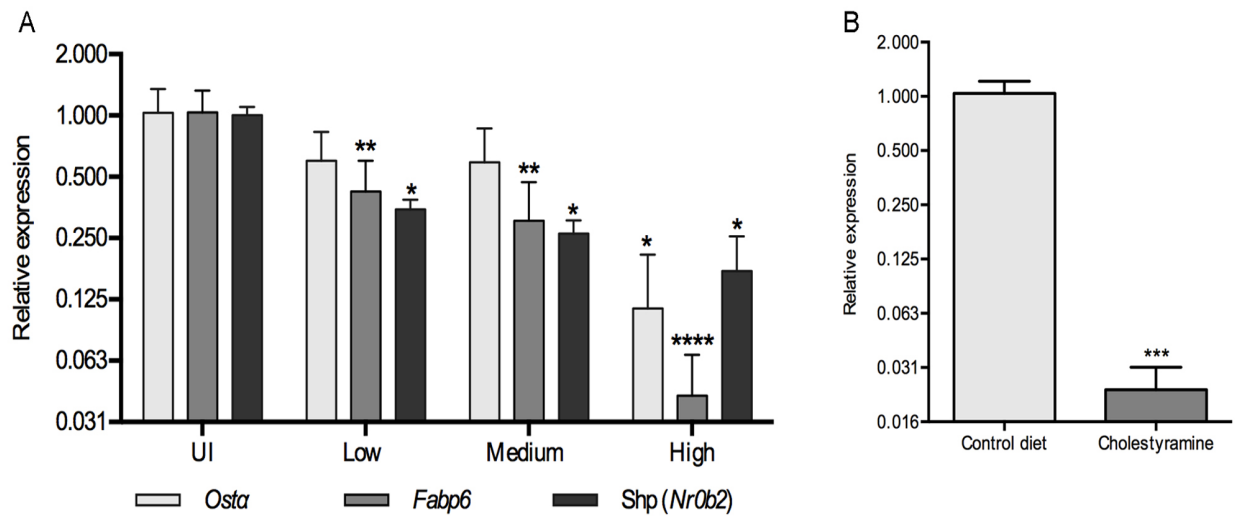 A
Relative expression
2.000
1.000
0.500
0.250
0.125
0.063
0.031
** * ** * * **** *
UI Low Medium High
Ostα Fabp6 Shp (Nr0b2)
B
Relative expression
2.000
1.000
0.500
0.250
0.125
0.063
0.031
0.016
***
Control diet Cholestyramine